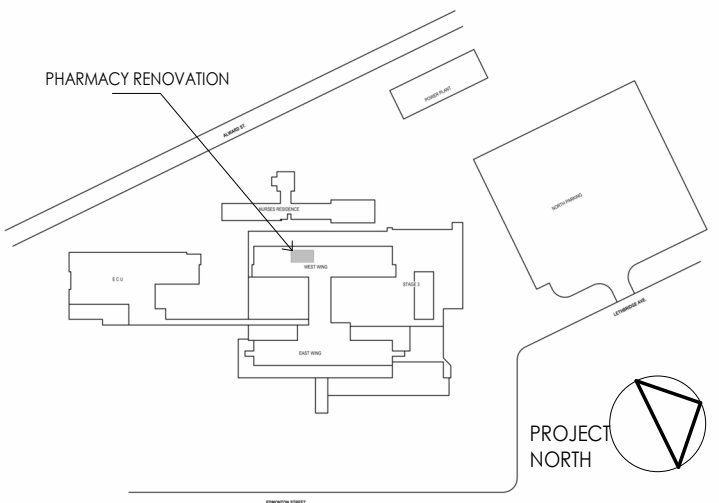 PHARMACY RENOVATION
POWER PLANT
ALWARD ST.
NORTH PARKING
NURSES RESIDENCE
WEST WING
ECU
STAGE 3
LETHBRIDGE AVE.
EAST WING
PROJECT
NORTH
EDMONTON STREET